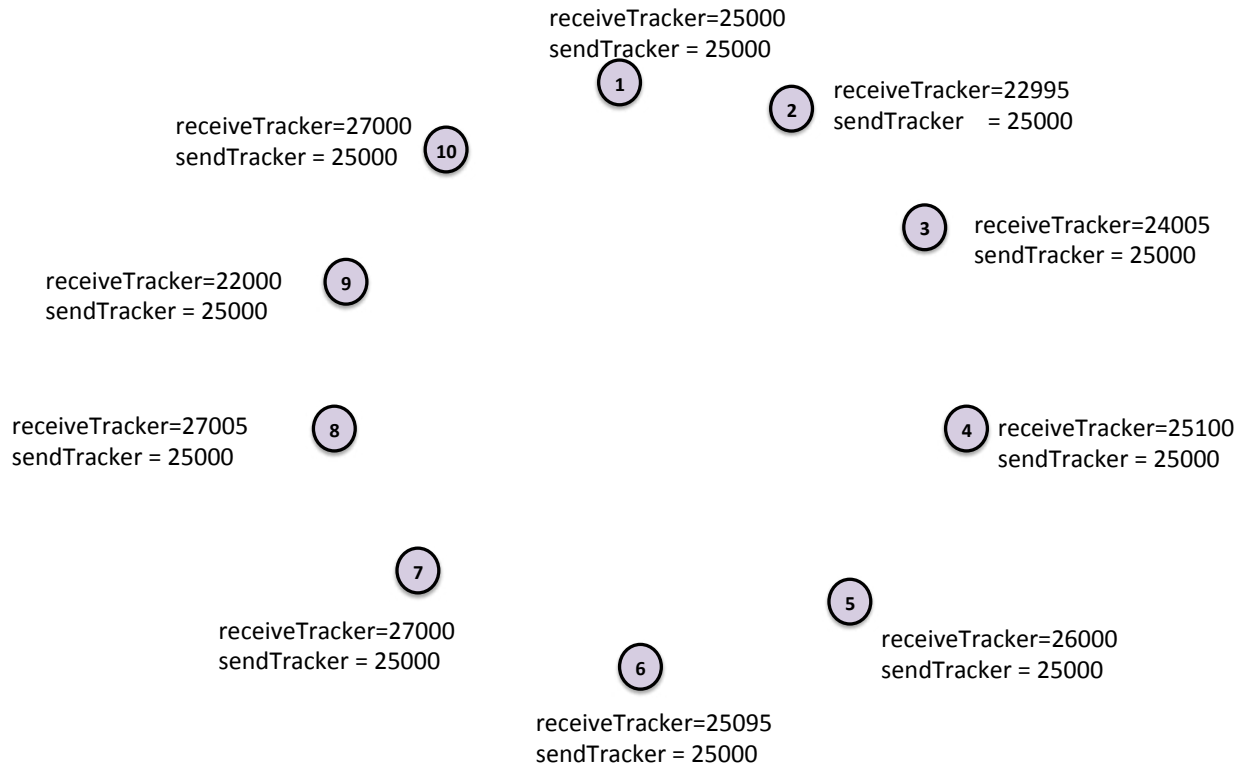 receiveTracker=25000
sendTracker = 25000
1
2
receiveTracker=22995
sendTracker = 25000
receiveTracker=27000
sendTracker = 25000
10
3
receiveTracker=24005
sendTracker = 25000
receiveTracker=22000
sendTracker = 25000
9
receiveTracker=27005
sendTracker = 25000
8
4
receiveTracker=25100
sendTracker = 25000
7
receiveTracker=27000
sendTracker = 25000
5
receiveTracker=26000
sendTracker = 25000
6
receiveTracker=25095
sendTracker = 25000